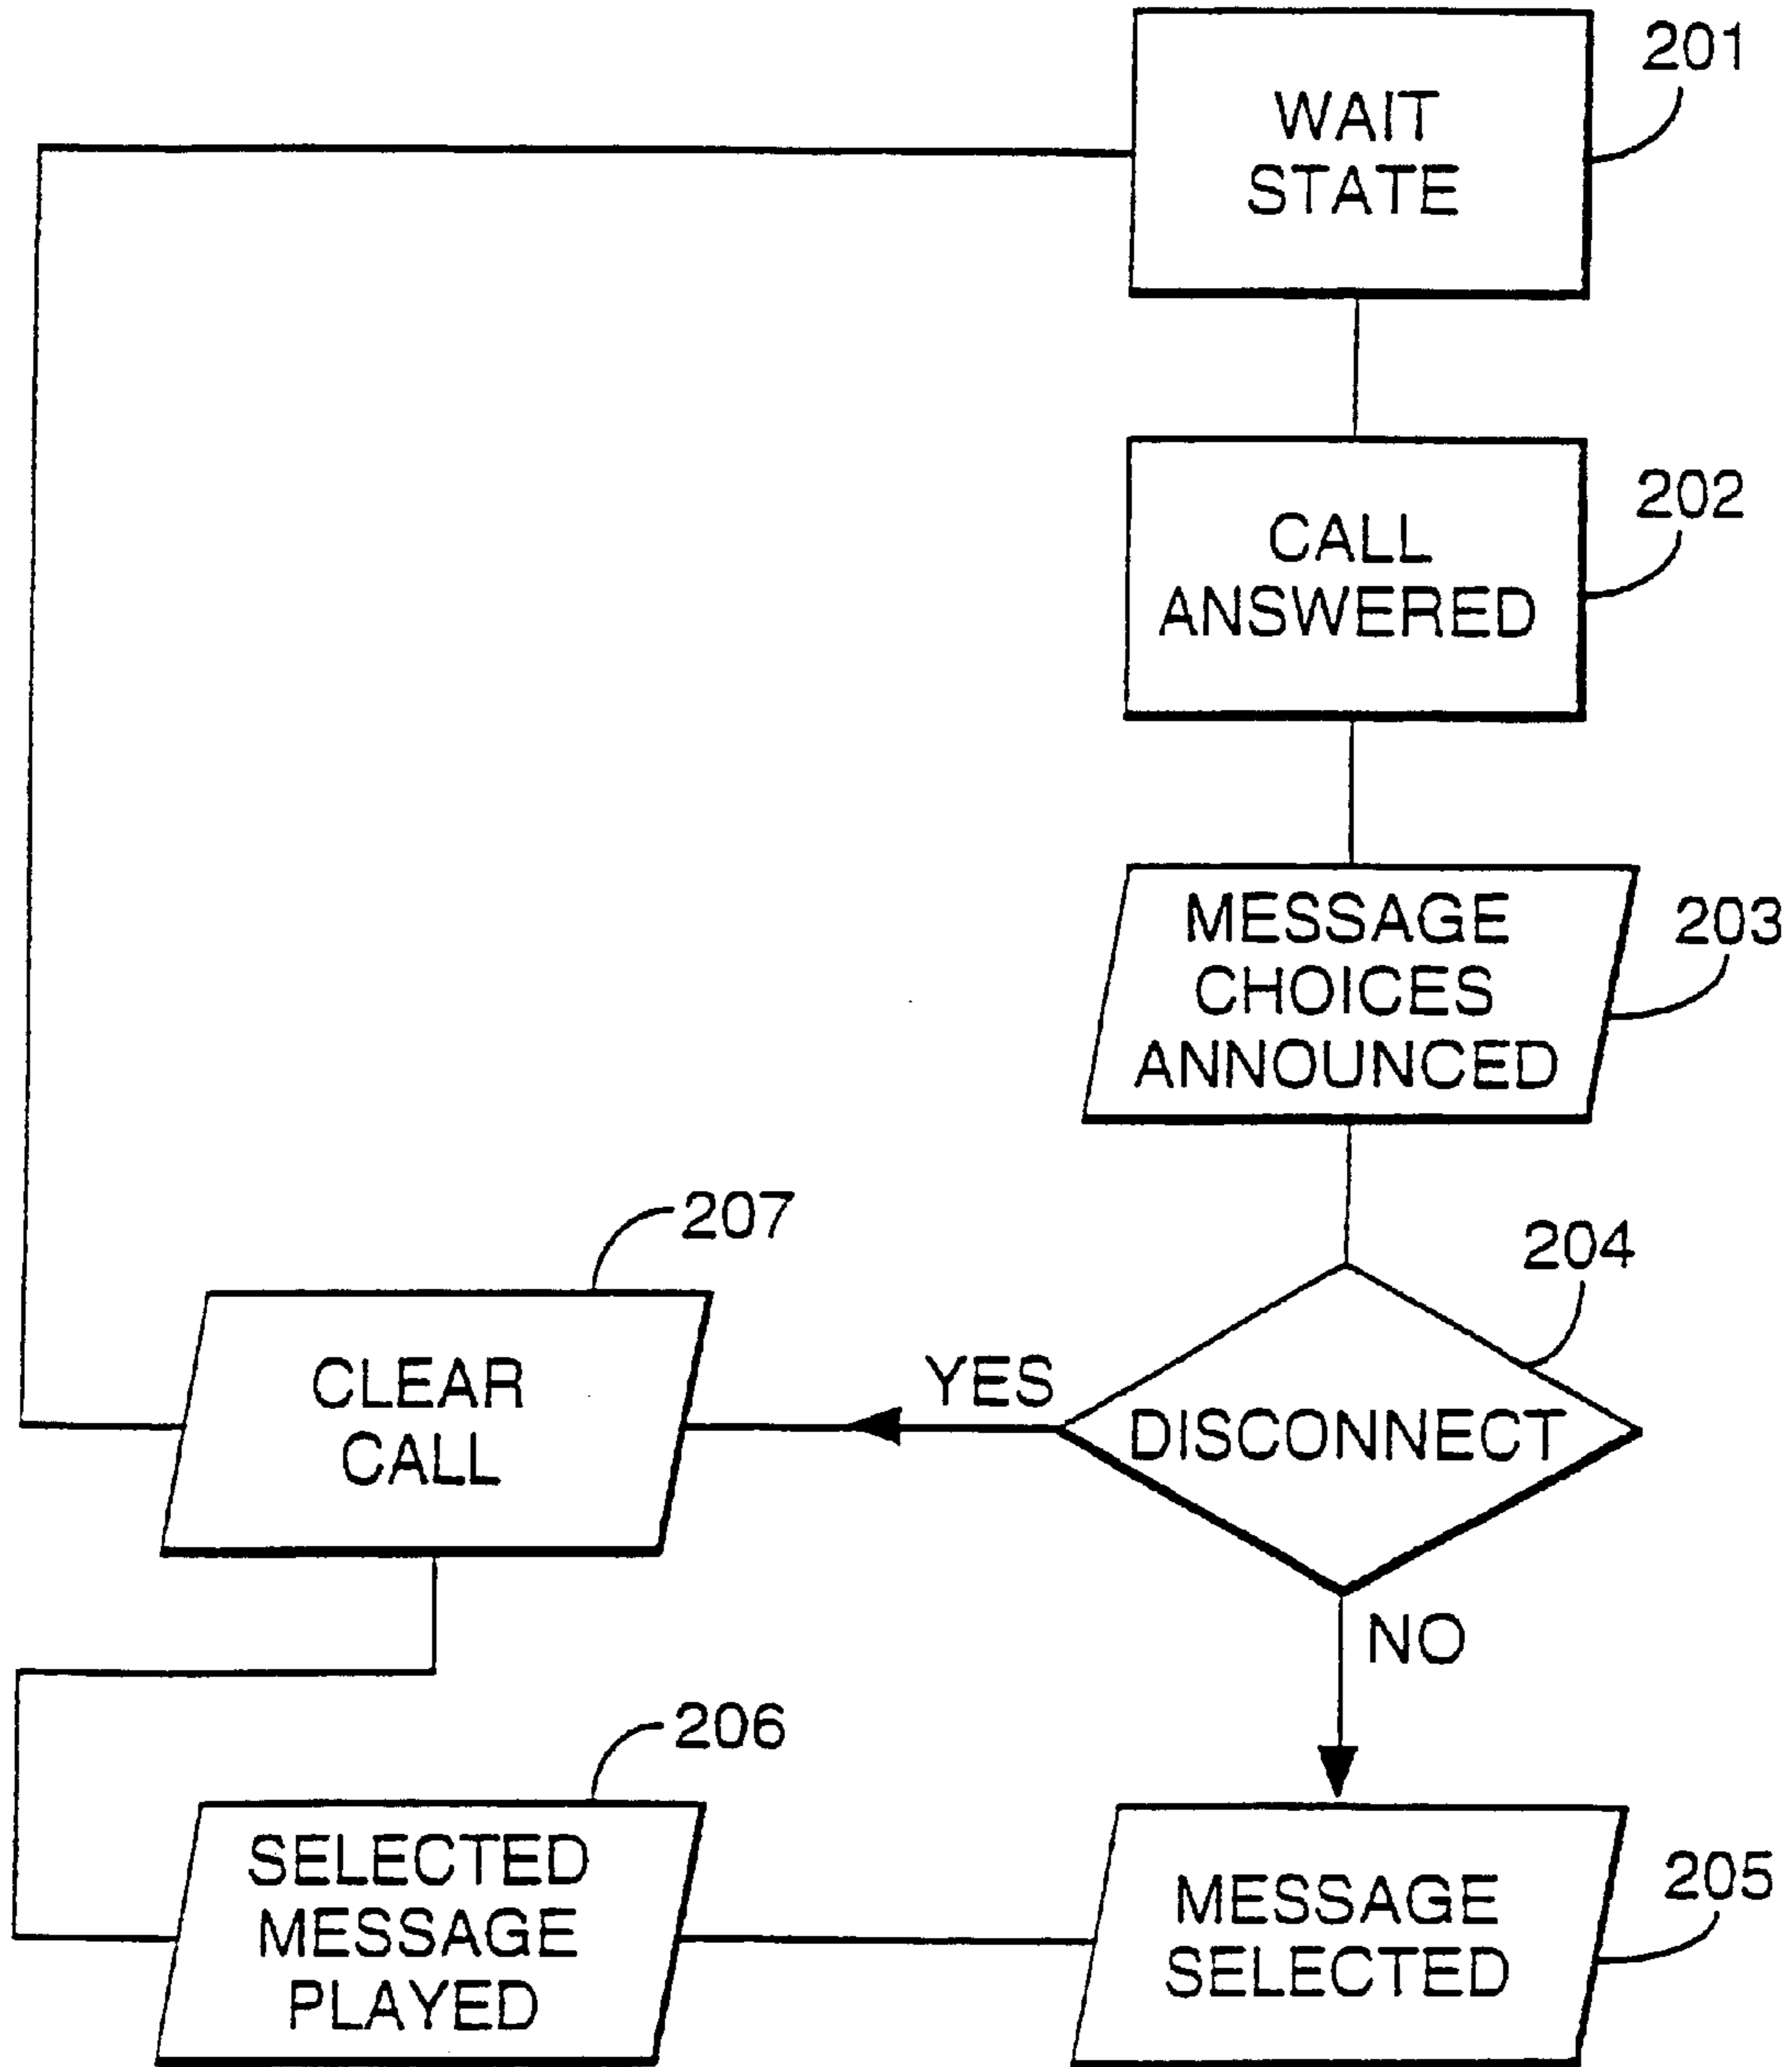 WAIT
STATE
201
CALL
ANSWERED
202
MESSAGE
CHOICES
ANNOUNCED
203
DISCONNECT
204
YES
NO
CLEAR
CALL
207
SELECTED
MESSAGE
PLAYED
206
MESSAGE
SELECTED
205